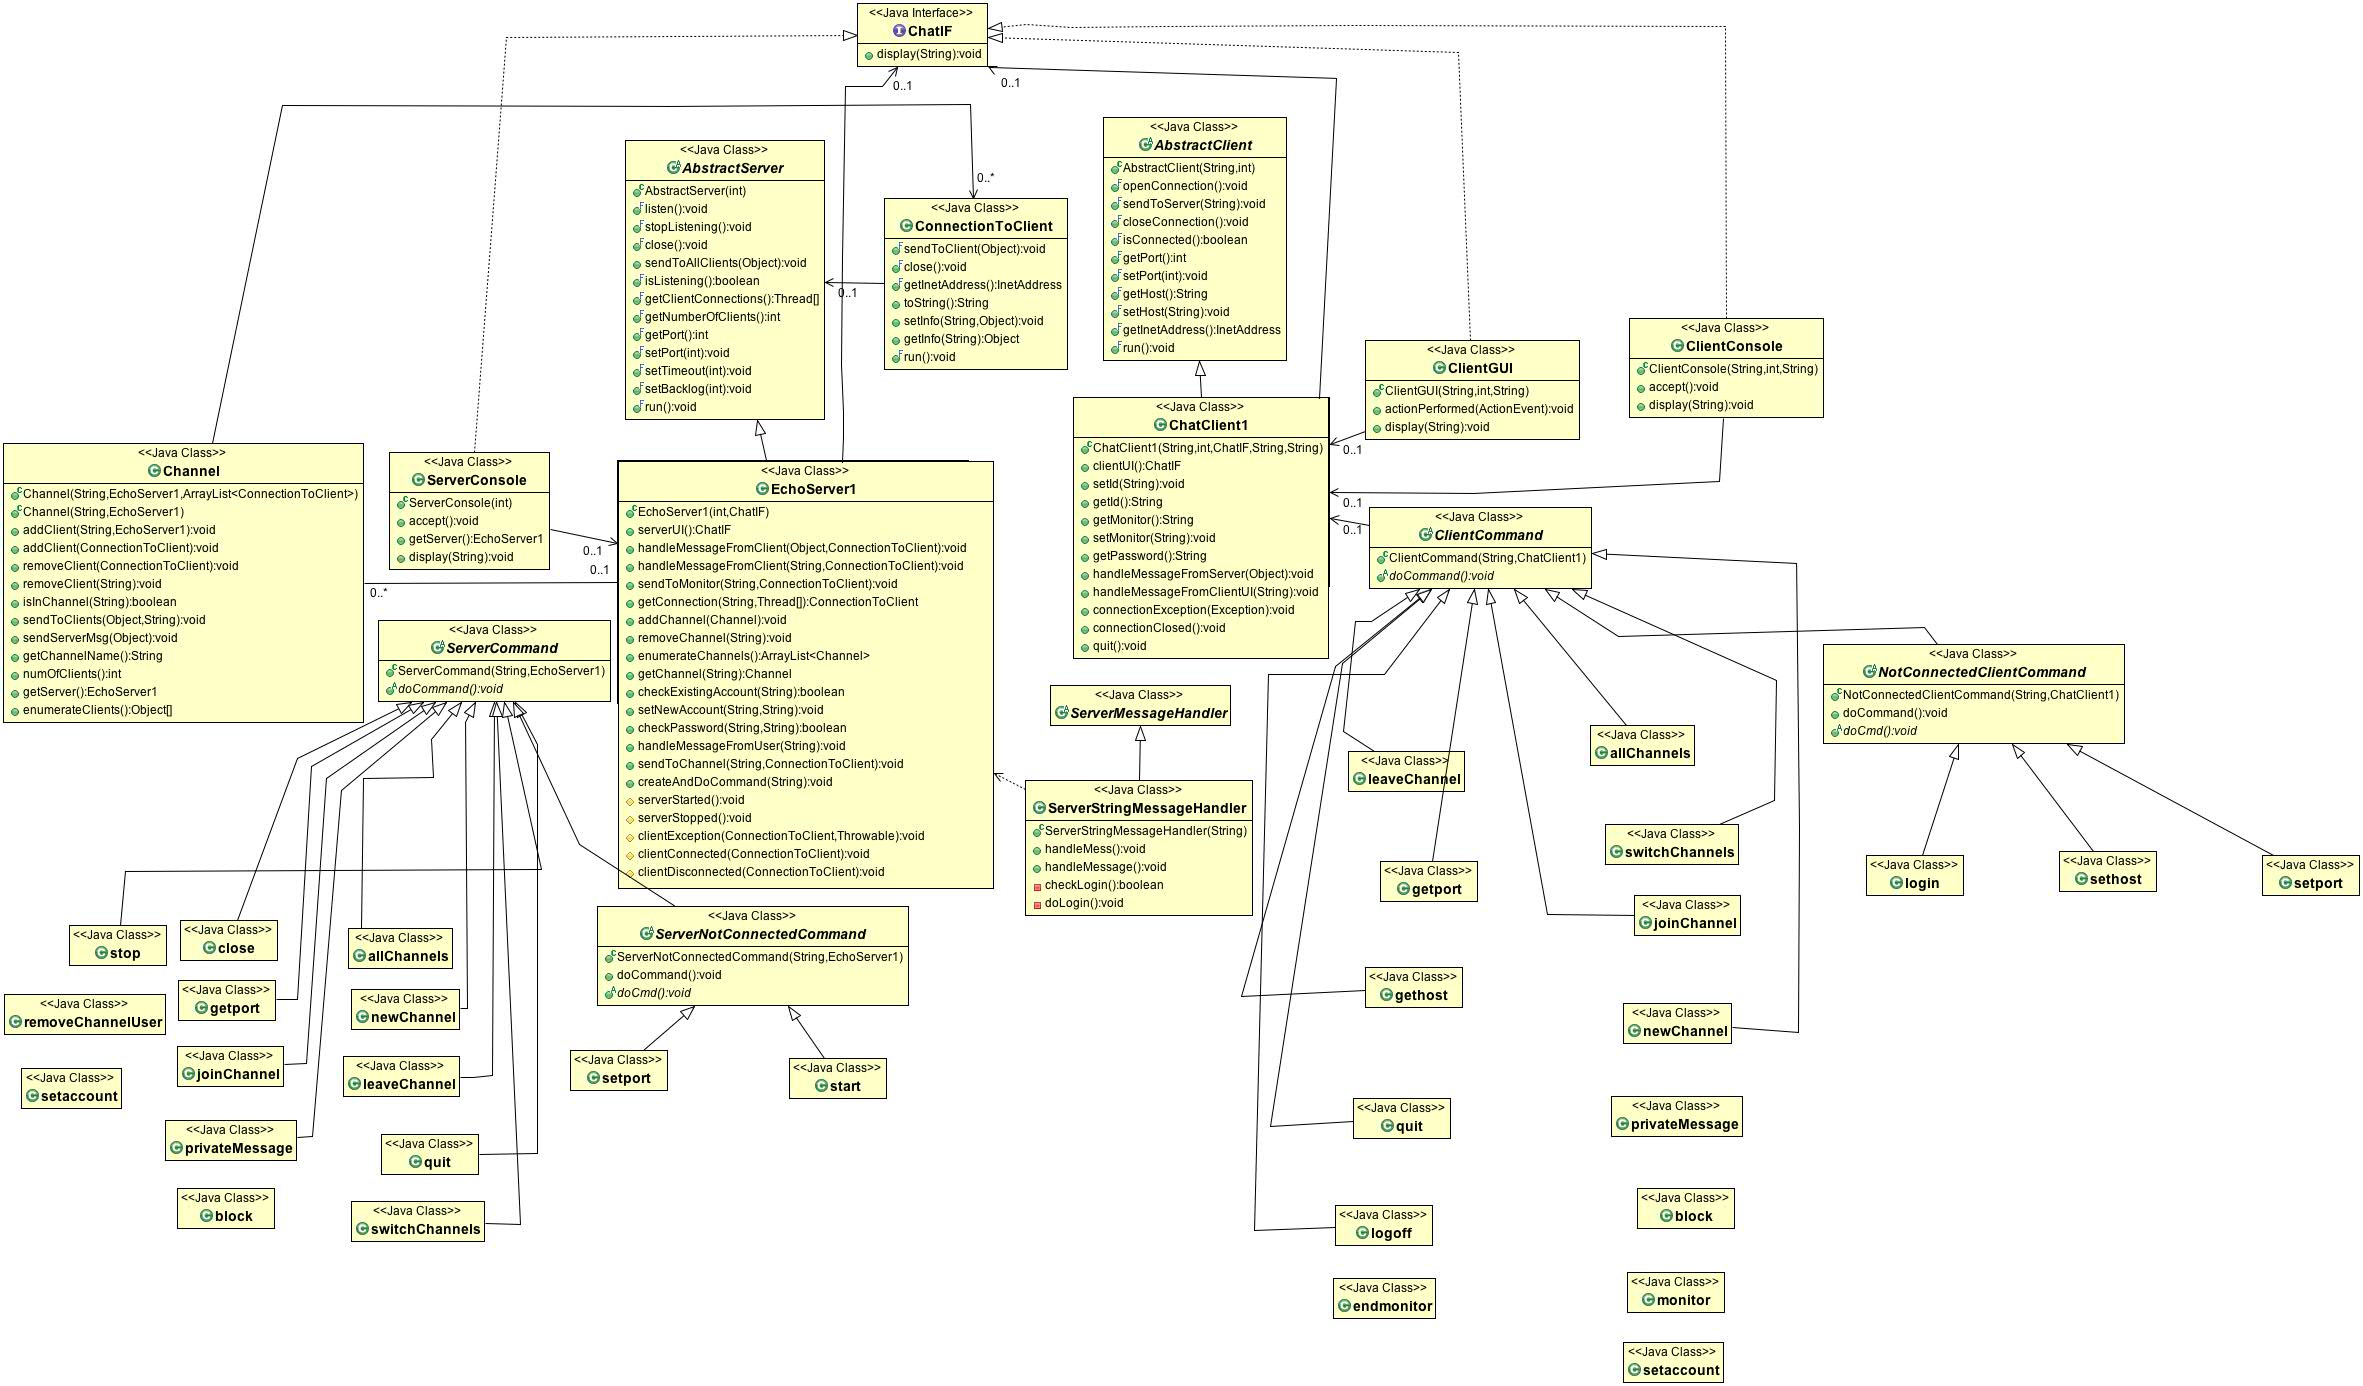 <<Java Interface>>
ChatIF
display(String):void
0..1
0..1
<<Java Class>>
AbstractServer
AbstractServer(int)
listen():void
stopListening():void
close():void
sendToAllClients(Object):void
isListening():boolean
getClientConnections():Thread[]
getNumberOfClients():int
getPort():int
setPort(int):void
setTimeout(int):void
setBacklog(int):void
run():void
0..*
<<Java Class>>
ConnectionToClient
sendToClient(Object):void
close():void
getInetAddress():InetAddress
toString():String
setInfo(String,Object):void
getInfo(String):Object
run():void
0..1
<<Java Class>>
AbstractClient
AbstractClient(String,int)
openConnection():void
sendToServer(String):void
closeConnection():void
isConnected():boolean
getPort():int
setPort(int):void
getHost():String
setHost(String):void
getInetAddress():InetAddress
run():void
<<Java Class>>
ClientGUI
ClientGUI(String,int,String)
actionPerformed(ActionEvent):void
display(String):void
0..1
<<Java Class>>
ClientConsole
ClientConsole(String,int,String)
accept():void
display(String):void
0..1
<<Java Class>>
Channel
Channel(String,EchoServer1,ArrayList<ConnectionToClient>)
Channel(String,EchoServer1)
addClient(String,EchoServer1):void
addClient(ConnectionToClient):void
removeClient(ConnectionToClient):void
removeClient(String):void
isInChannel(String):boolean
sendToClients(Object,String):void
sendServerMsg(Object):void
getChannelName():String
numOfClients():int
getServer():EchoServer1
enumerateClients():Object[]
<<Java Class>>
ServerConsole
ServerConsole(int)
accept():void
getServer():EchoServer1
display(String):void
0..1
0..1
0..*
<<Java Class>>
EchoServer1
EchoServer1(int,ChatIF)
serverUI():ChatIF
handleMessageFromClient(Object,ConnectionToClient):void
handleMessageFromClient(String,ConnectionToClient):void
sendToMonitor(String,ConnectionToClient):void
getConnection(String,Thread[]):ConnectionToClient
addChannel(Channel):void
removeChannel(String):void
enumerateChannels():ArrayList<Channel>
getChannel(String):Channel
checkExistingAccount(String):boolean
setNewAccount(String,String):void
checkPassword(String,String):boolean
handleMessageFromUser(String):void
sendToChannel(String,ConnectionToClient):void
createAndDoCommand(String):void
serverStarted():void
serverStopped():void
clientException(ConnectionToClient,Throwable):void
clientConnected(ConnectionToClient):void
clientDisconnected(ConnectionToClient):void
<<Java Class>>
ChatClient1
ChatClient1(String,int,ChatIF,String,String)
clientUI():ChatIF
setId(String):void
getId():String
getMonitor():String
setMonitor(String):void
getPassword():String
handleMessageFromServer(Object):void
handleMessageFromClientUI(String):void
connectionException(Exception):void
connectionClosed():void
quit():void
0..1
<<Java Class>>
ClientCommand
ClientCommand(String,ChatClient1)
doCommand():void
<<Java Class>>
ServerCommand
ServerCommand(String,EchoServer1)
doCommand():void
<<Java Class>>
NotConnectedClientCommand
NotConnectedClientCommand(String,ChatClient1)
doCommand():void
doCmd():void
<<Java Class>>
ServerMessageHandler
<<Java Class>>
ServerStringMessageHandler
ServerStringMessageHandler(String)
handleMess():void
handleMessage():void
checkLogin():boolean
doLogin():void
<<Java Class>>
leaveChannel
<<Java Class>>
allChannels
<<Java Class>>
switchChannels
<<Java Class>>
getport
<<Java Class>>
joinChannel
<<Java Class>>
login
<<Java Class>>
sethost
<<Java Class>>
setport
<<Java Class>>
stop
<<Java Class>>
close
<<Java Class>>
allChannels
<<Java Class>>
ServerNotConnectedCommand
ServerNotConnectedCommand(String,EchoServer1)
doCommand():void
doCmd():void
<<Java Class>>
removeChannelUser
<<Java Class>>
getport
<<Java Class>>
newChannel
<<Java Class>>
gethost
<<Java Class>>
newChannel
<<Java Class>>
setaccount
<<Java Class>>
joinChannel
<<Java Class>>
leaveChannel
<<Java Class>>
setport
<<Java Class>>
start
<<Java Class>>
privateMessage
<<Java Class>>
quit
<<Java Class>>
quit
<<Java Class>>
privateMessage
<<Java Class>>
block
<<Java Class>>
switchChannels
<<Java Class>>
logoff
<<Java Class>>
block
<<Java Class>>
endmonitor
<<Java Class>>
monitor
<<Java Class>>
setaccount